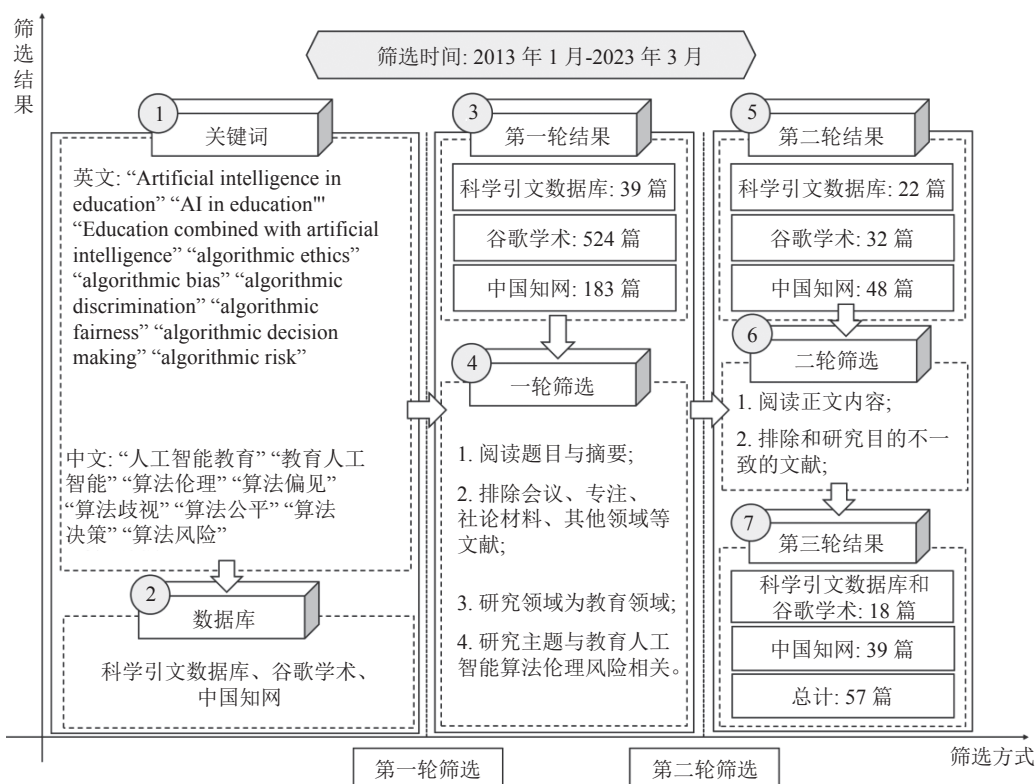 筛选结果
筛选时间: 2013 年 1 月-2023 年 3 月
1
关键词
英文: “Artificial intelligence in
education” “AI in education"'
“Education combined with artificial
intelligence” “algorithmic ethics”
“algorithmic bias” “algorithmic
discrimination” “algorithmic
fairness” “algorithmic decision
making” “algorithmic risk”
中文: “人工智能教育” “教育人工
智能” “算法伦理” “算法偏见”
“算法歧视” “算法公平” “算法
决策” “算法风险”
2
数据库
科学引文数据库、谷歌学术、
中国知网
3
第一轮结果
科学引文数据库: 39 篇
谷歌学术: 524 篇
中国知网: 183 篇
4
一轮筛选
1. 阅读题目与摘要;
2. 排除会议、专注、
社论材料、其他领域等
文献;
3. 研究领域为教育领域;
4. 研究主题与教育人工
智能算法伦理风险相关。
5
第二轮结果
科学引文数据库: 22 篇
谷歌学术: 32 篇
中国知网: 48 篇
6
二轮筛选
1. 阅读正文内容;
2. 排除和研究目的不一
致的文献;
7
第三轮结果
科学引文数据库和
谷歌学术: 18 篇
中国知网: 39 篇
总计: 57 篇
筛选方式
第一轮筛选
第二轮筛选